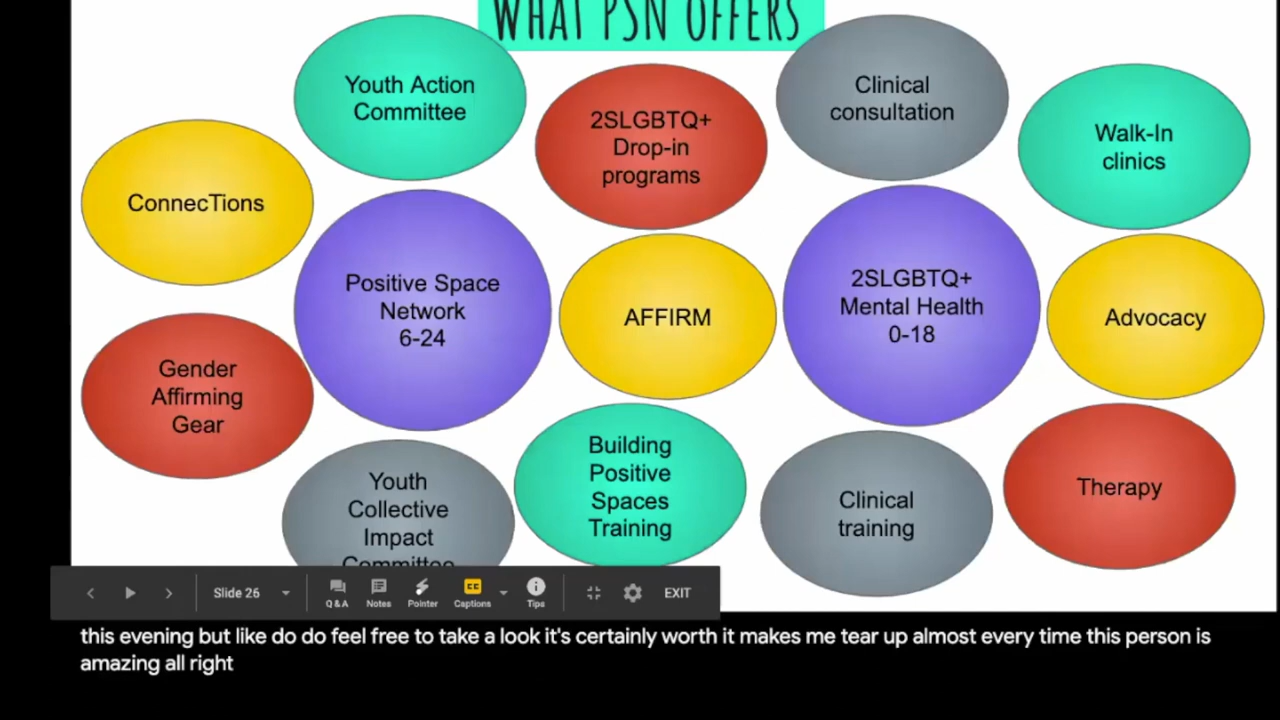 WHAT PSN OFFERS
Youth Action
Committee
Clinical
consultation
2SLGBTQ+
Drop-in
programs
Walk-In
clinics
ConnecTions
Positive Space
Network
6-24
AFFIRM
2SLGBTQ+
Mental Health
0-18
Advocacy
Gender
Affirming
Gear
Youth
Collective
Impact
Committee
Building
Positive
Spaces
Training
Clinical
training
Therapy
Slide 26
Q&A
Notes
Pointer
CC
Captions
Tips
EXIT
this evening but like do do feel free to take a look it's certainly worth it makes me tear up almost every time this person is
amazing all right